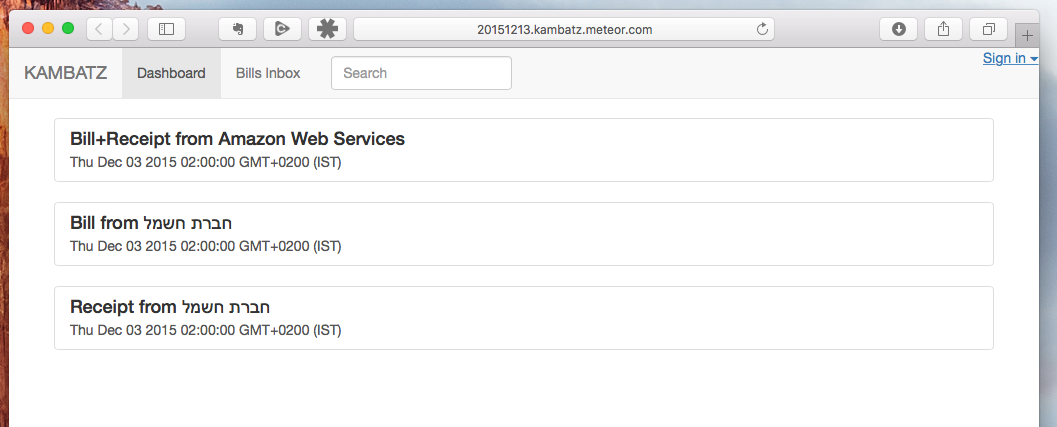 20151213.kambatz.meteor.com
Sign in
KAMBATZ Dashboard Bills Inbox Search
Bill+Receipt from Amazon Web Services
Thu Dec 03 2015 02:00:00 GMT+0200 (IST)
Bill from חברת חשמל
Thu Dec 03 2015 02:00:00 GMT+0200 (IST)
Receipt from חברת חשמל
Thu Dec 03 2015 02:00:00 GMT+0200 (IST)